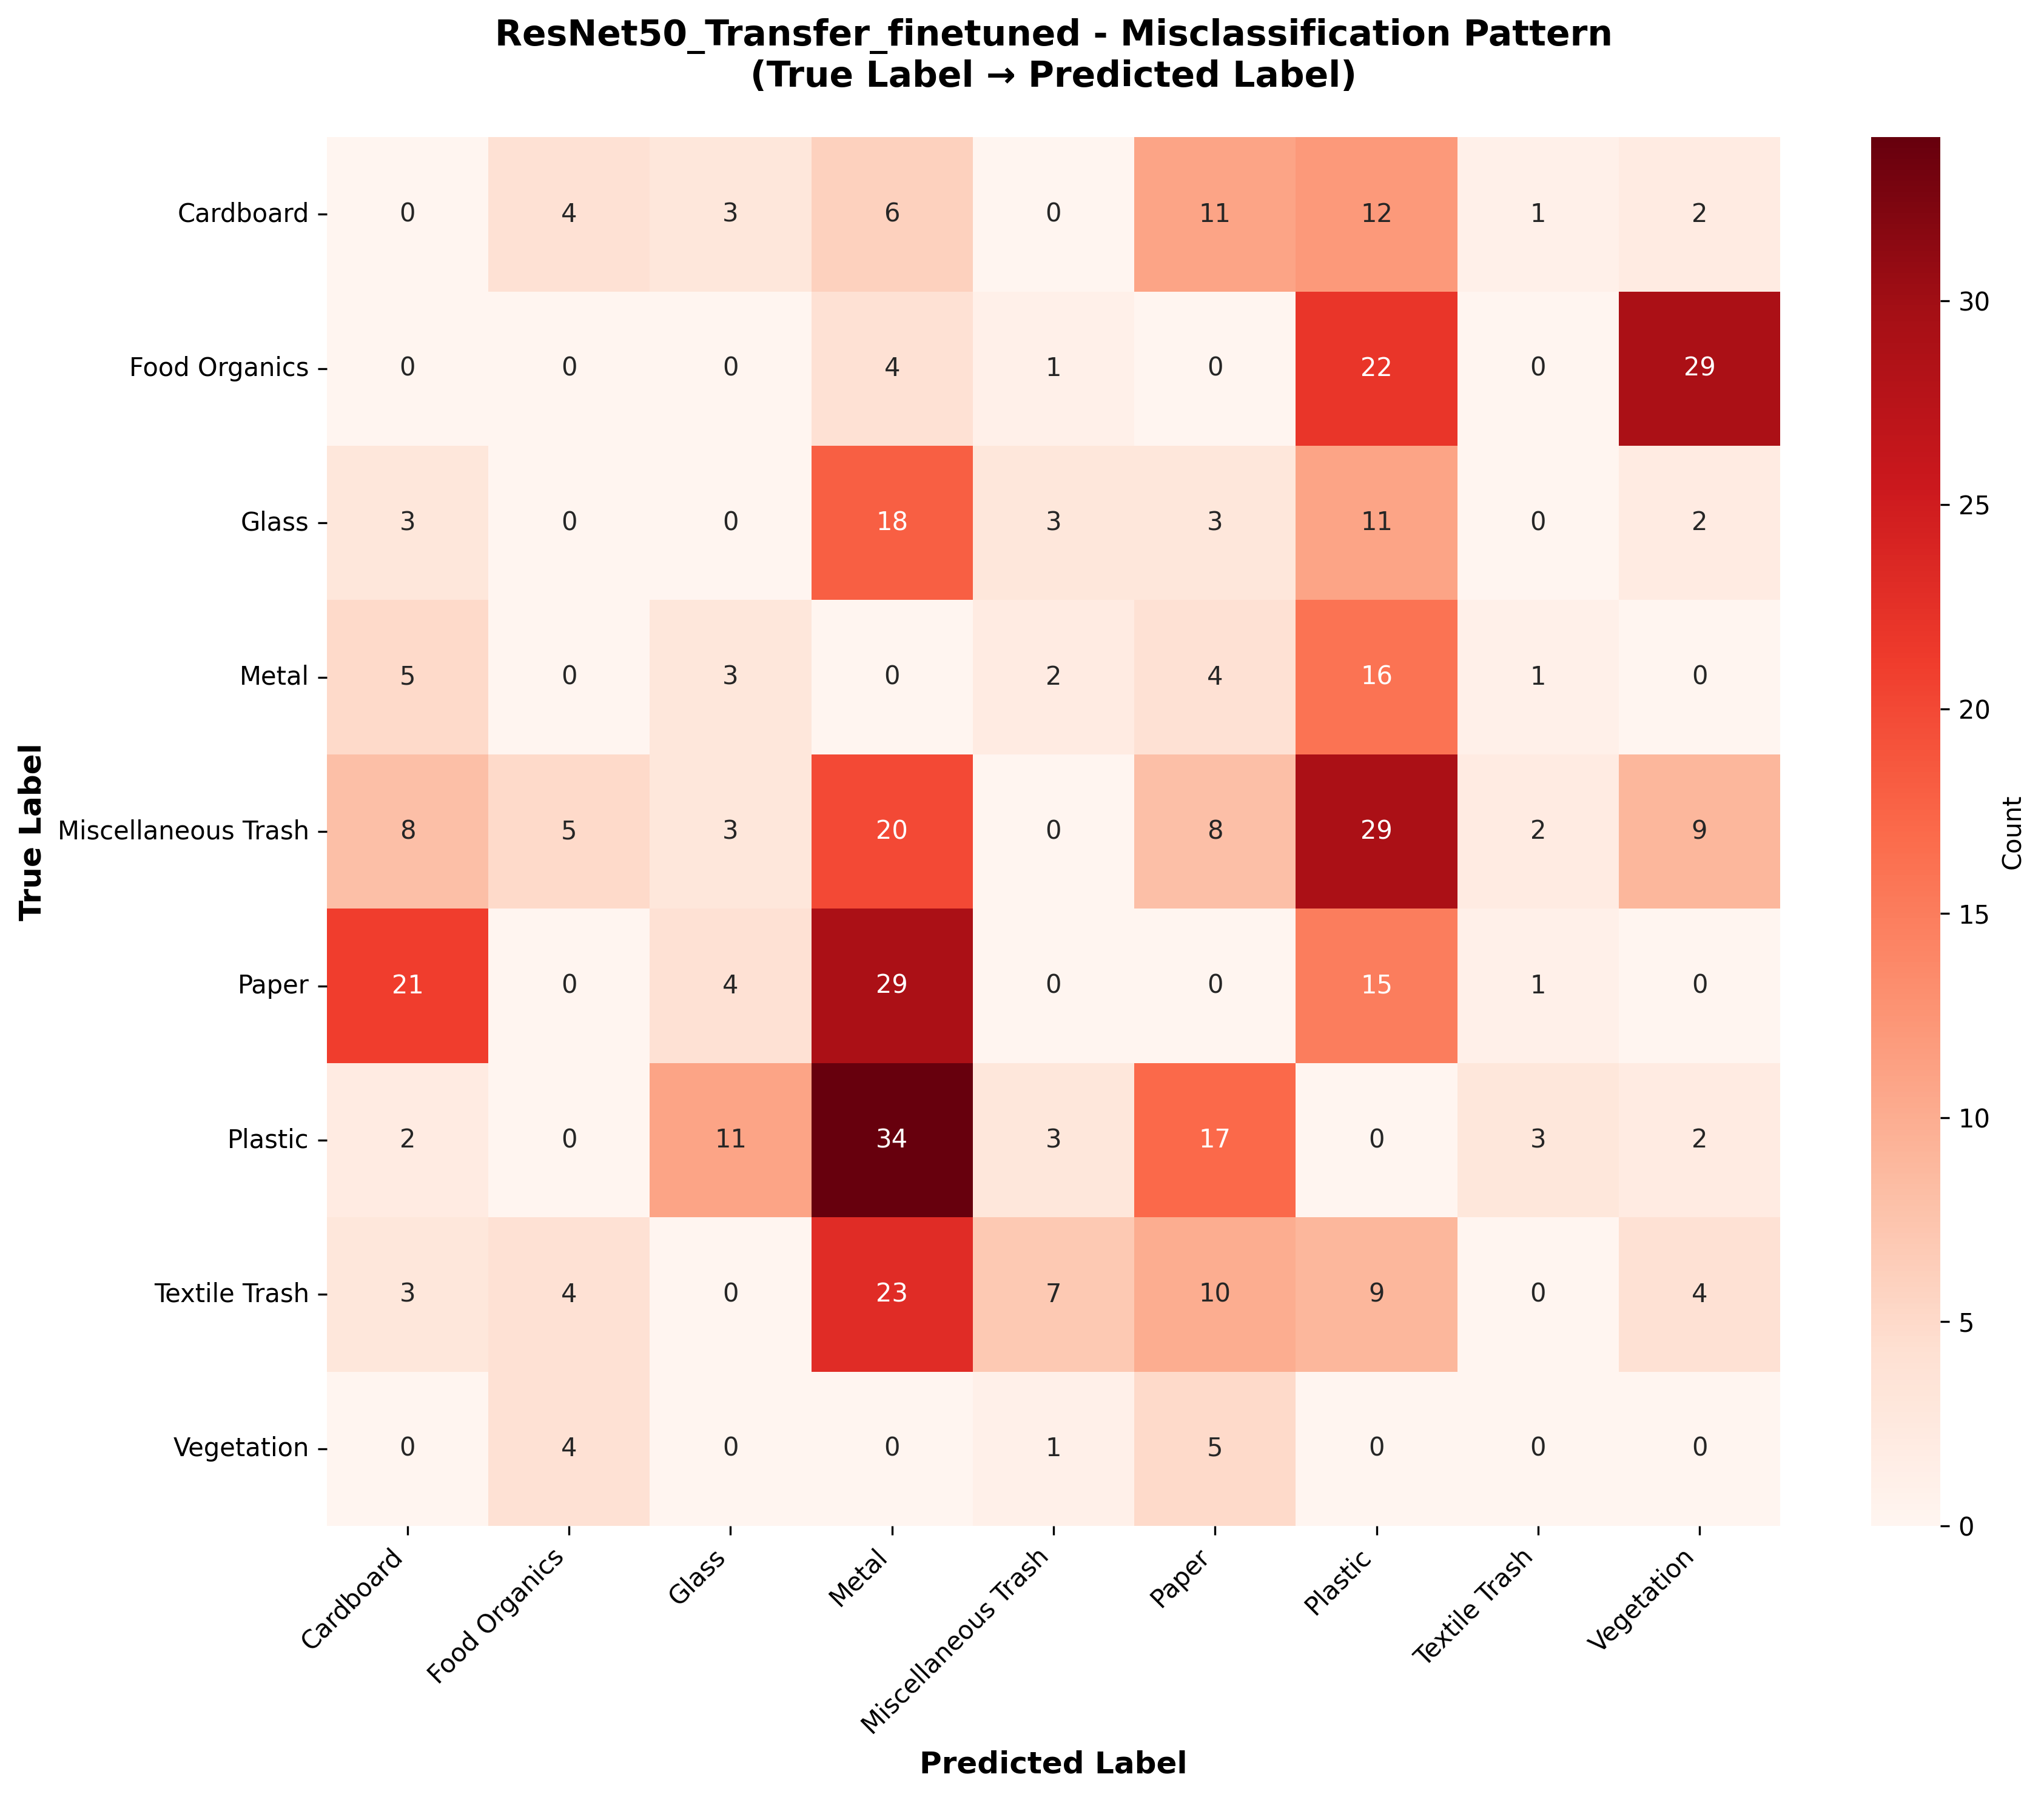 ResNet50_Transfer_finetuned - Misclassification Pattern
(True Label → Predicted Label)
True Label
Cardboard 0 4 3 6 0 11 12 1 2
Food Organics 0 0 0 4 1 0 22 0 29
Glass 3 0 0 18 3 3 11 0 2
Metal 5 0 3 0 2 4 16 1 0
Miscellaneous Trash 8 5 3 20 0 8 29 2 9
Paper 21 0 4 29 0 0 15 1 0
Plastic 2 0 11 34 3 17 0 3 2
Textile Trash 3 4 0 23 7 10 9 0 4
Vegetation 0 4 0 0 1 5 0 0 0
Cardboard
Food Organics
Glass
Metal
Miscellaneous Trash
Paper
Plastic
Textile Trash
Vegetation
Predicted Label
30
25
20
15
10
5
0
Count